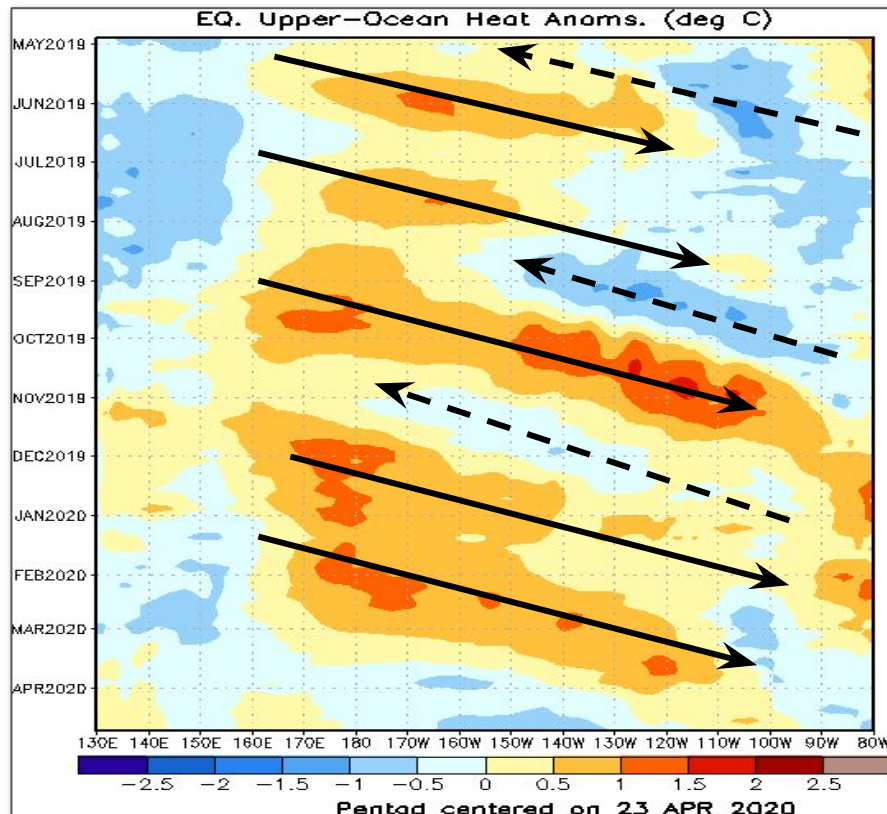 EQ. Upper-Ocean Heat Anoms. (deg C)
MAY2019
JUN2019
JUL2019
AUG2019
SEP2019
OCT2019
NOV2019
DEC2019
JAN2020
FEB2020
MAR2020
APR2020
130E 140E 150E 160E 170E 180 170W 160W 150W 140W 130W 120W 110W 100W 90W 80W
-2.5 -2 -1.5 -1 -0.5 0 0.5 1 1.5 2 2.5
Pentad centered on 23 APR 2020